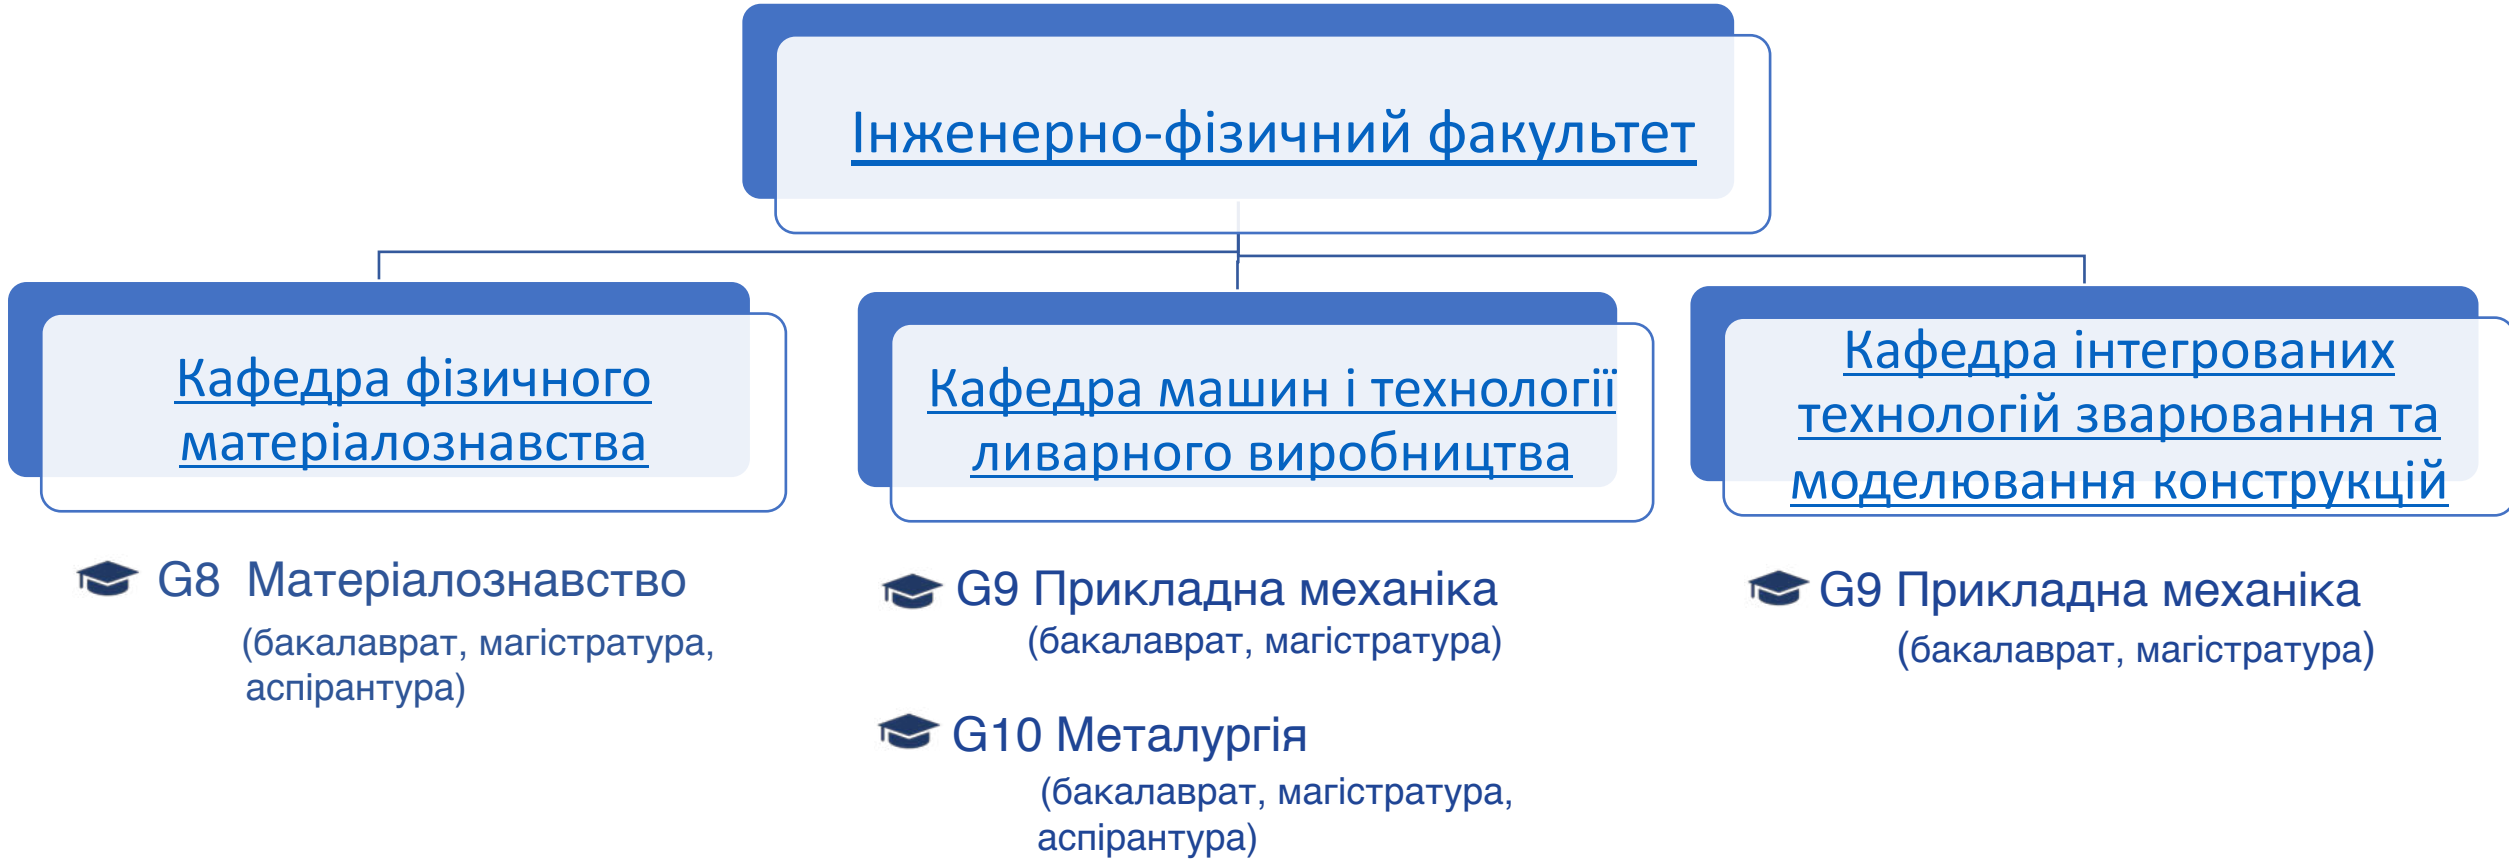 Інженерно-фізичний факультет
Кафедра фізичного
матеріалознавства
G8 Матеріалознавство
(бакалаврат, магістратура,
аспірантура)
Кафедра машин і технології
ливарного виробництва
G9 Прикладна механіка
(бакалаврат, магістратура)
G10 Металургія
(бакалаврат, магістратура,
аспірантура)
Кафедра інтегрованих
технологій зварювання та
моделювання конструкцій
G9 Прикладна механіка
(бакалаврат, магістратура)